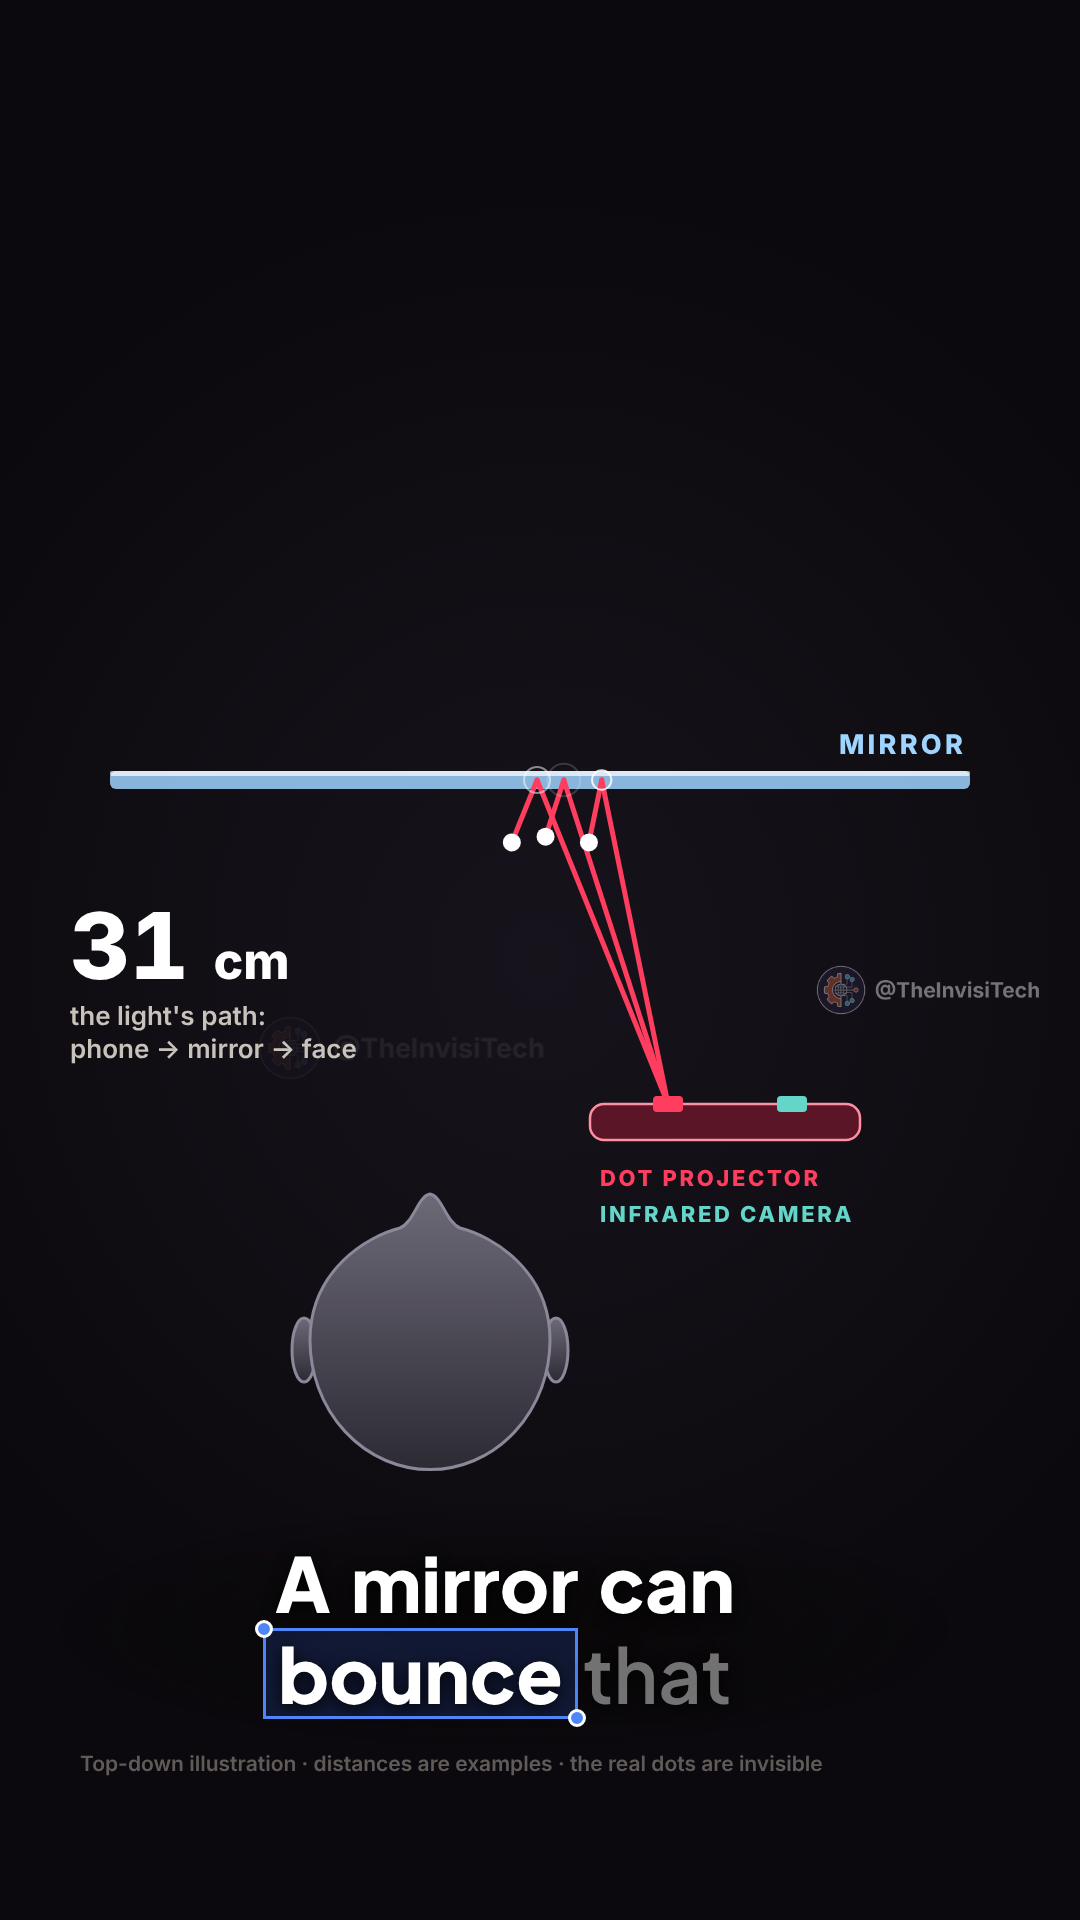 MIRROR
31 cm
the light's path:
phone → mirror → face
@TheInvisiTech
@TheInvisiTech
DOT PROJECTOR
INFRARED CAMERA
A mirror can
bounce that
Top-down illustration · distances are examples · the real dots are invisible